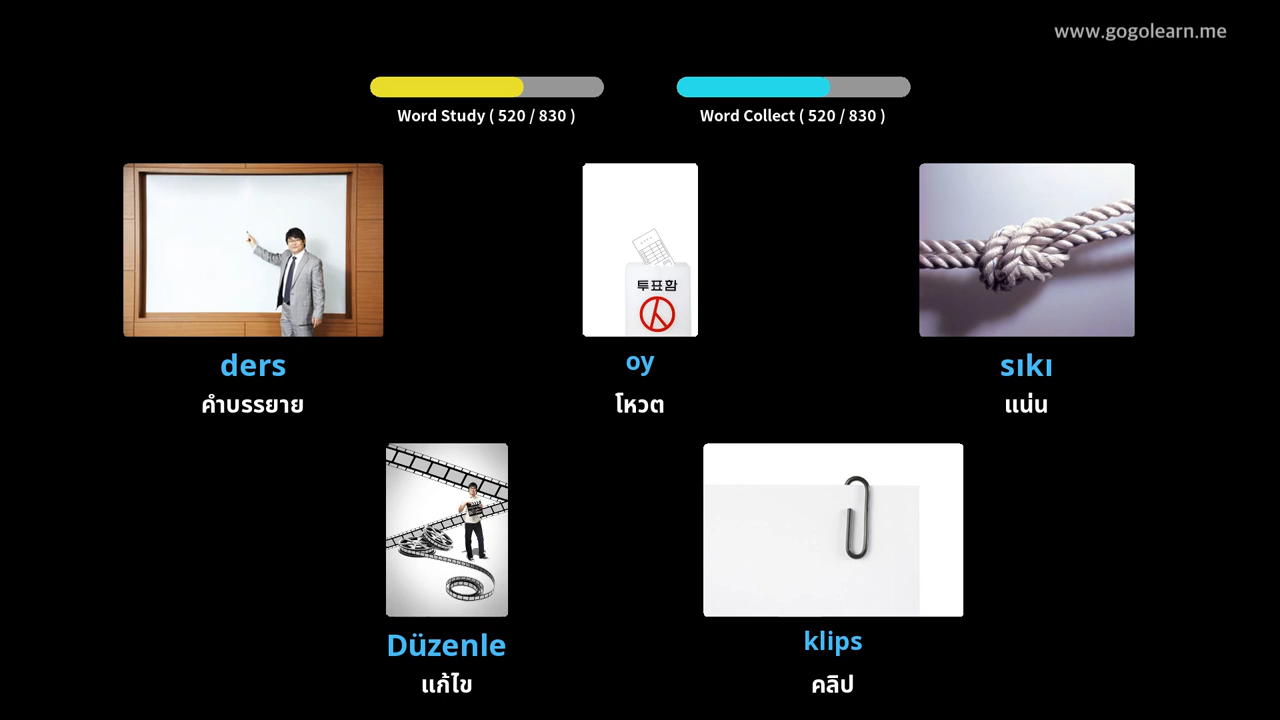 www.gogolearn.me
Word Study ( 520 / 830 )
Word Collect ( 520 / 830 )
투표함
ders
คำบรรยาย
oy
โหวต
sıkı
แน่น
Düzenle
แก้ไข
klips
คลิป